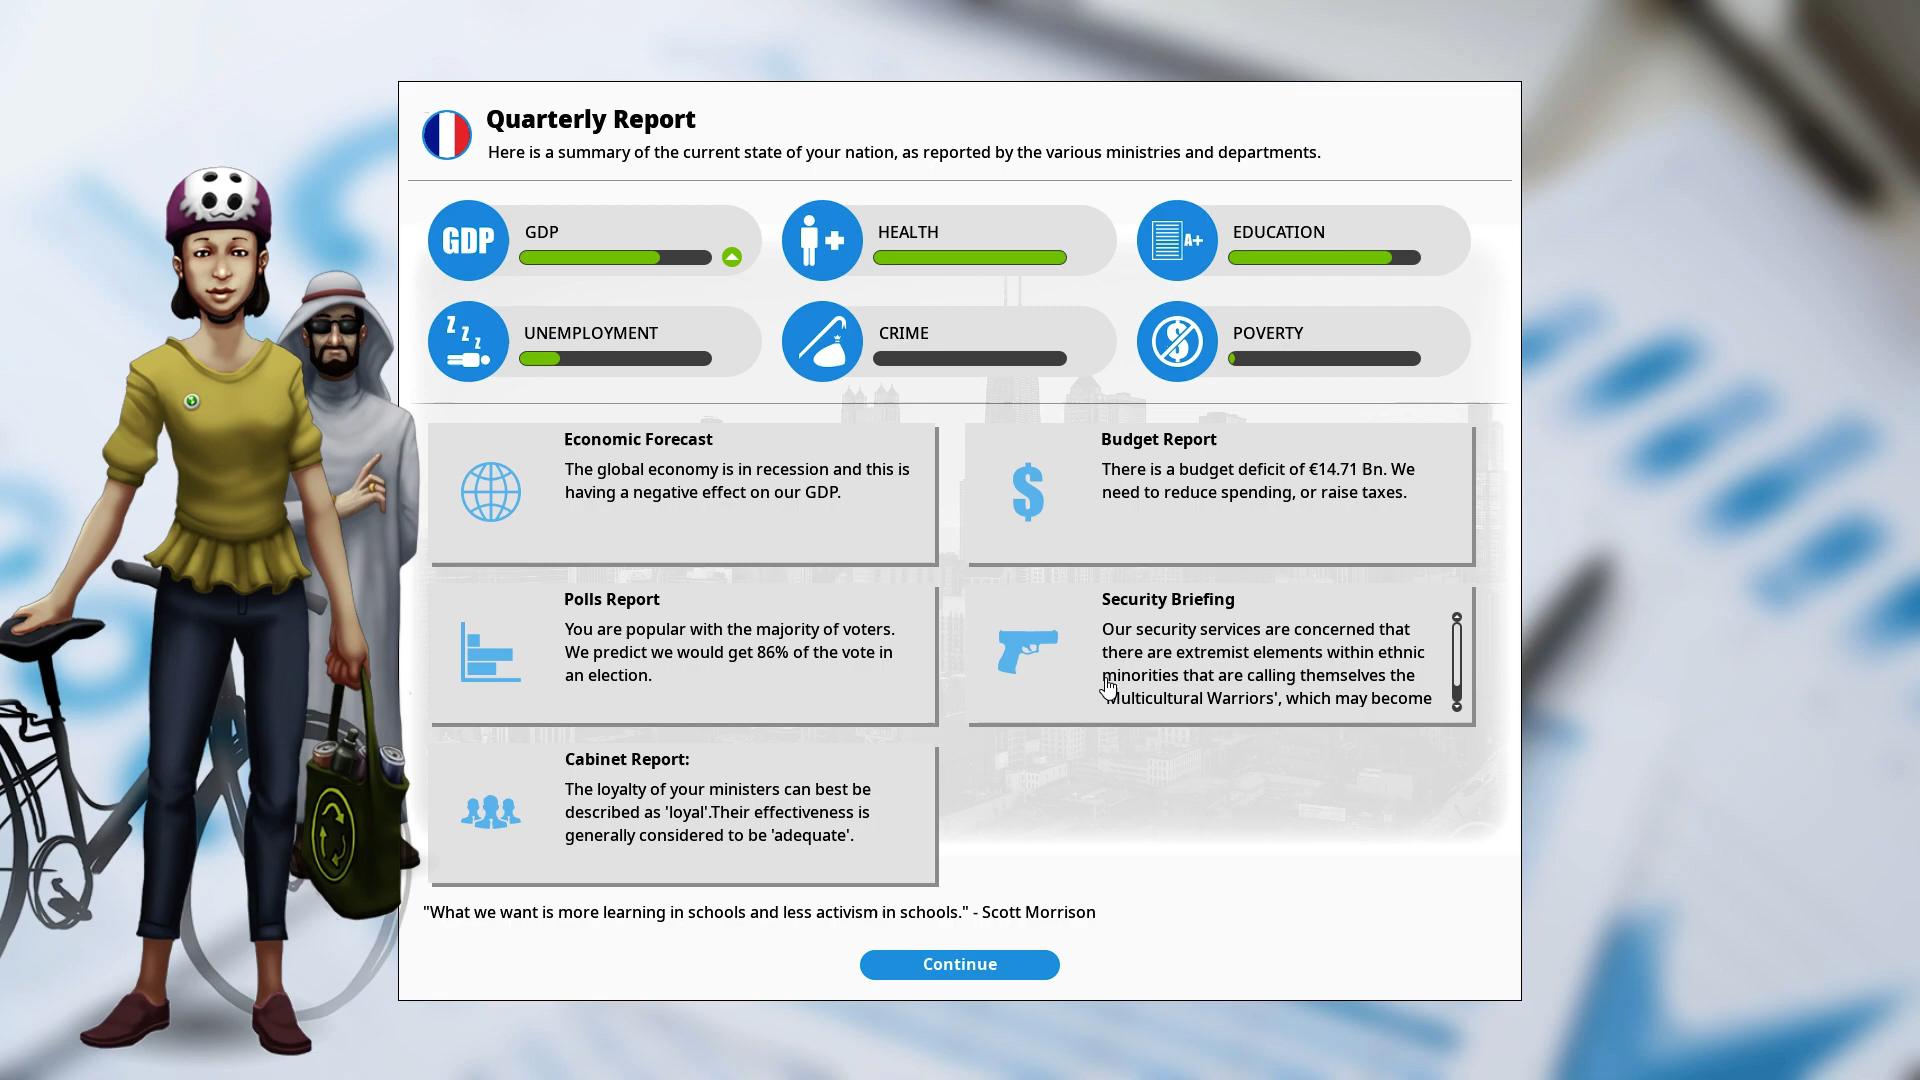 Quarterly Report
Here is a summary of the current state of your nation, as reported by the various ministries and departments.
GDP
GDP
HEALTH
A+
EDUCATION
Z
Z
Z
UNEMPLOYMENT
CRIME
$
POVERTY
Economic Forecast
The global economy is in recession and this is
having a negative effect on our GDP.
$
Budget Report
There is a budget deficit of €14.71 Bn. We
need to reduce spending, or raise taxes.
Polls Report
You are popular with the majority of voters.
We predict we would get 86% of the vote in
an election.
Security Briefing
Our security services are concerned that
there are extremist elements within ethnic
minorities that are calling themselves the
'Multicultural Warriors', which may become
Cabinet Report:
The loyalty of your ministers can best be
described as 'loyal'.Their effectiveness is
generally considered to be 'adequate'.
"What we want is more learning in schools and less activism in schools." - Scott Morrison
Continue